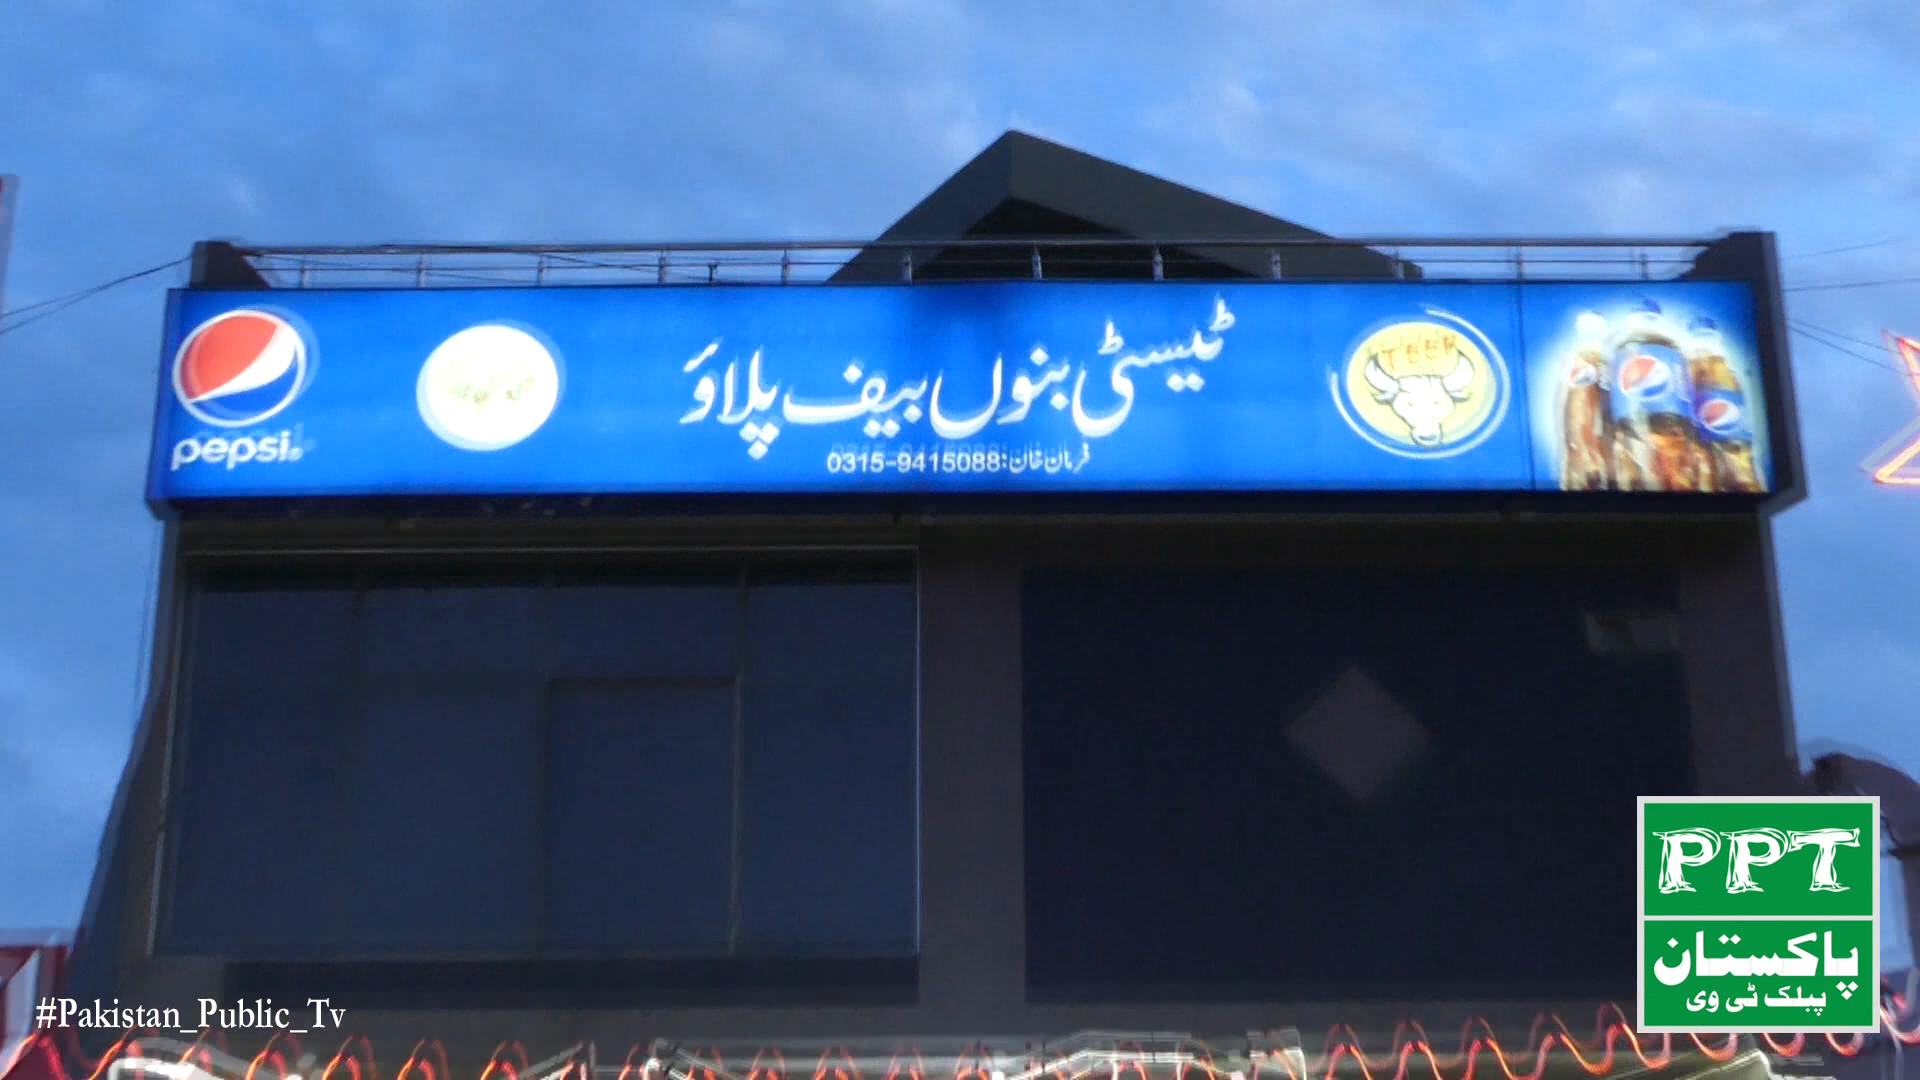 ٹیسٹی بنوں بیف پلاؤ
فرمان خان: 0315-9415088
pepsi
PPT
پاکستان
پبلک ٹی وی
#Pakistan_Public_Tv